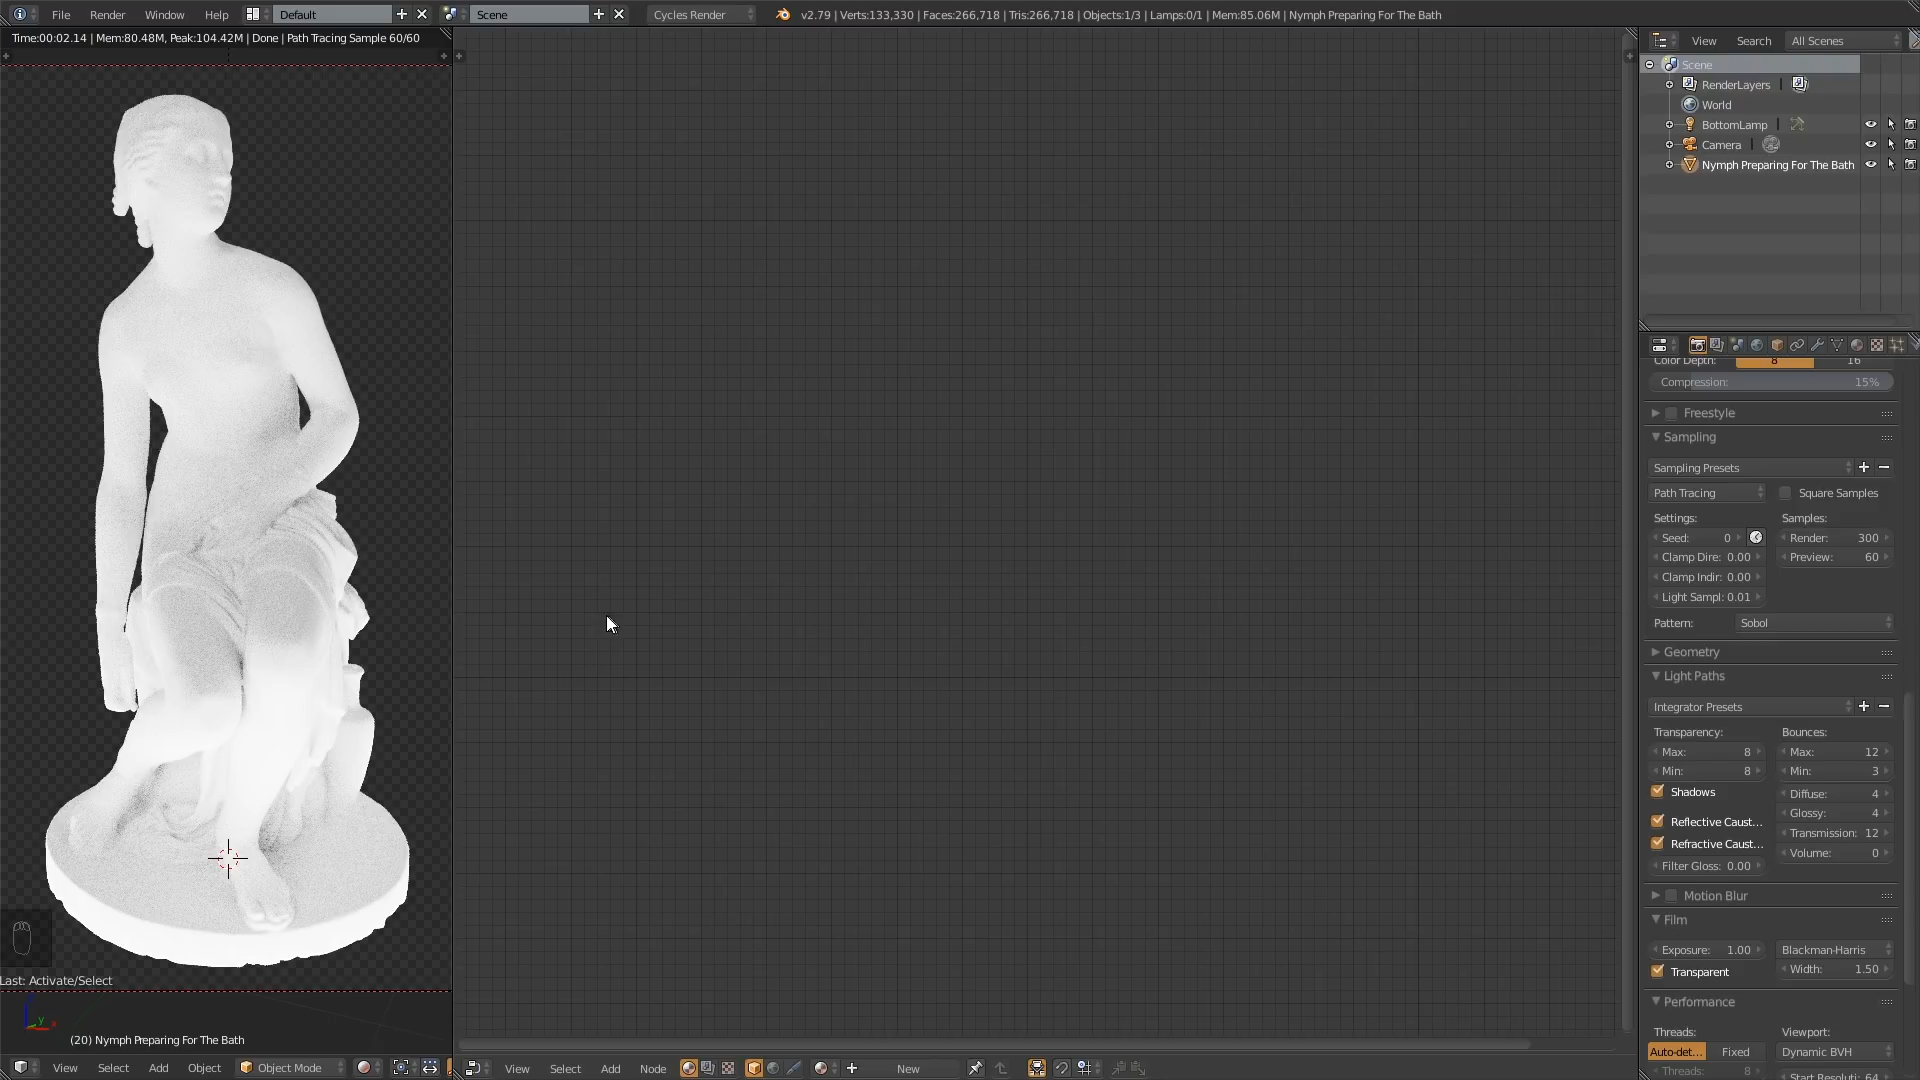 File Render Window Help Default Scene Cycles Render v2.79 | Verts:133,330 | Faces:266,718 | Tris:266,718 | Objects:1/3 | Lamps:0/1 | Mem:85.06M | Nymph Preparing For The Bath
Time:00:02.14 | Mem:80.48M, Peak:104.42M | Done | Path Tracing Sample 60/60
View Search All Scenes
Scene
RenderLayers |
World
BottomLamp |
Camera |
Nymph Preparing For The Bath
Color Depth: 8 16
Compression: 15%
Freestyle
Sampling
Sampling Presets
Path Tracing Square Samples
Settings: Samples:
Seed: 0 Render: 300
Clamp Dire: 0.00 Preview: 60
Clamp Indir: 0.00
Light Sampl: 0.01
Pattern: Sobol
Geometry
Light Paths
Integrator Presets
Transparency: Bounces:
Max: 8 Max: 12
Min: 8 Min: 3
Shadows Diffuse: 4
Reflective Caust... Glossy: 4
Refractive Caust... Transmission: 12
Filter Gloss: 0.00 Volume: 0
Motion Blur
Film
Exposure: 1.00 Blackman-Harris
Transparent Width: 1.50
Performance
Threads: Viewport:
Auto-det... Fixed Dynamic BVH
Threads: 8 Start Resoluti: 64
Last: Activate/Select
y x
(20) Nymph Preparing For The Bath
View Select Add Object Object Mode
View Select Add Node New